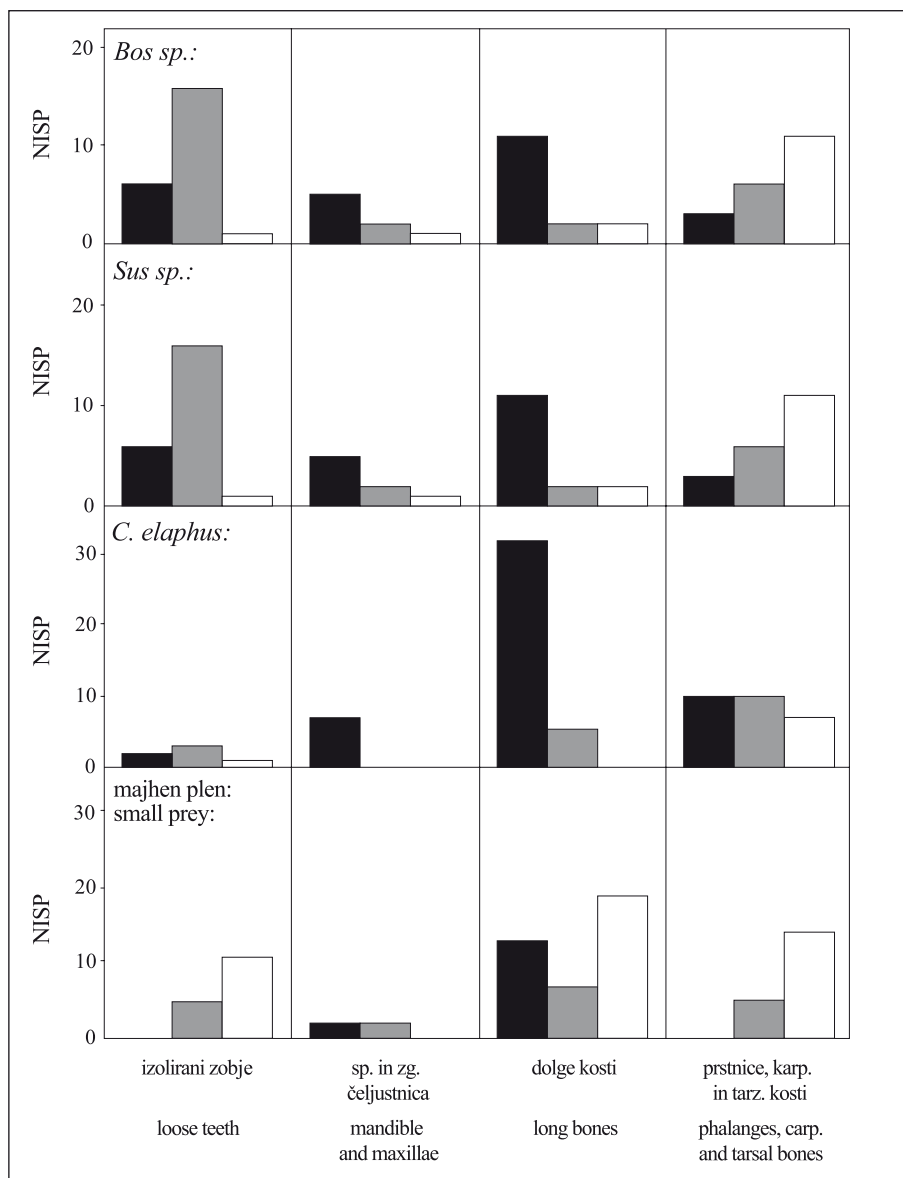 Bos sp.:
NISP
20
10
0
Sus sp.:
NISP
20
10
0
C. elaphus:
NISP
30
20
10
0
majhen plen:
small prey:
NISP
30
20
10
0
izolirani zobje
loose teeth
sp. in zg.
čeljustnica
mandible
and maxillae
dolge kosti
long bones
prstnice, karp.
in tarz. kosti
phalanges, carp.
and tarsal bones